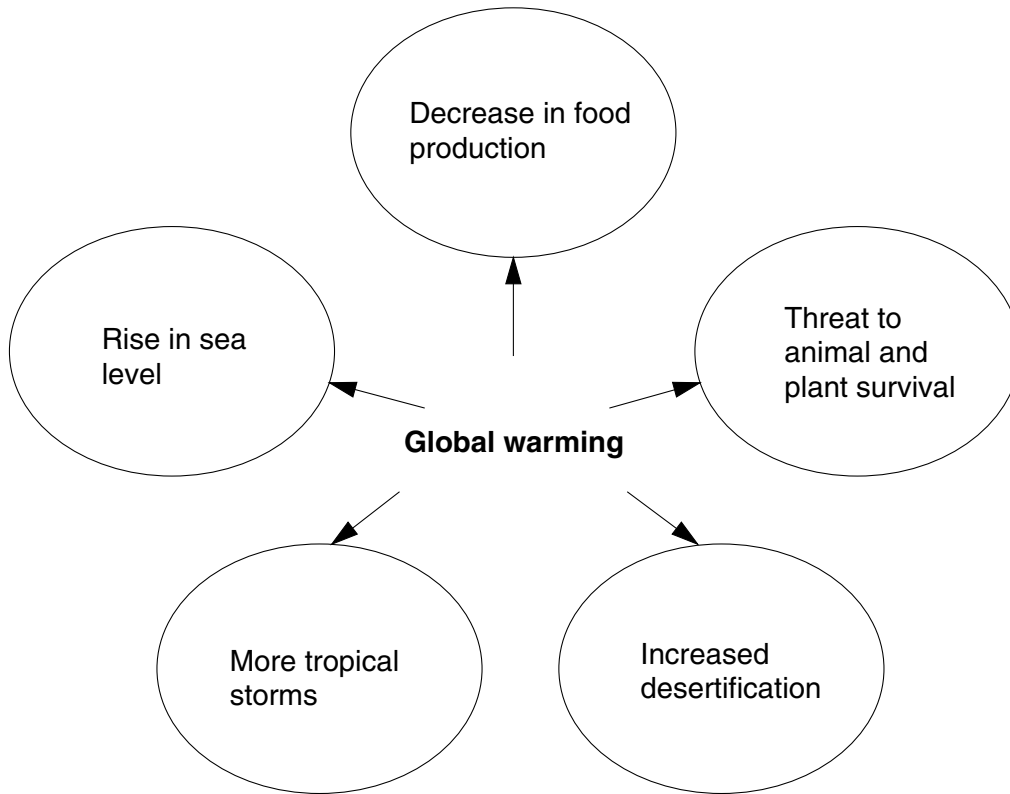 Decrease in food
production
Rise in sea
level
Threat to
animal and
plant survival
Global warming
More tropical
storms
Increased
desertification